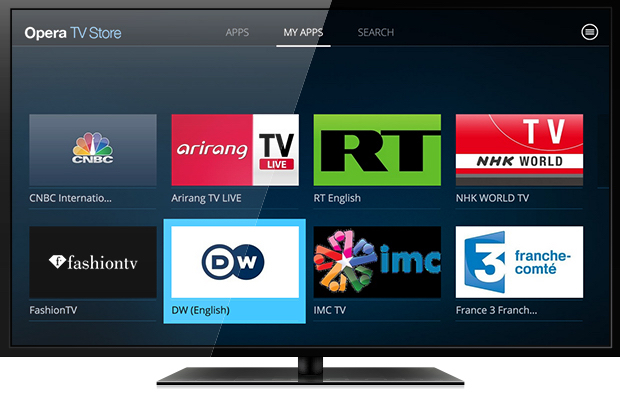 Opera TV Store
APPS
MY APPS
SEARCH
CNBC
arirang TV
LIVE
RT
TV
NHK WORLD
CNBC Internatio...
Arirang TV LIVE
RT English
NHK WORLD TV
f
fashiontv
DW
imc
3 franche-
comté
FashionTV
DW (English)
IMC TV
France 3 Franch...